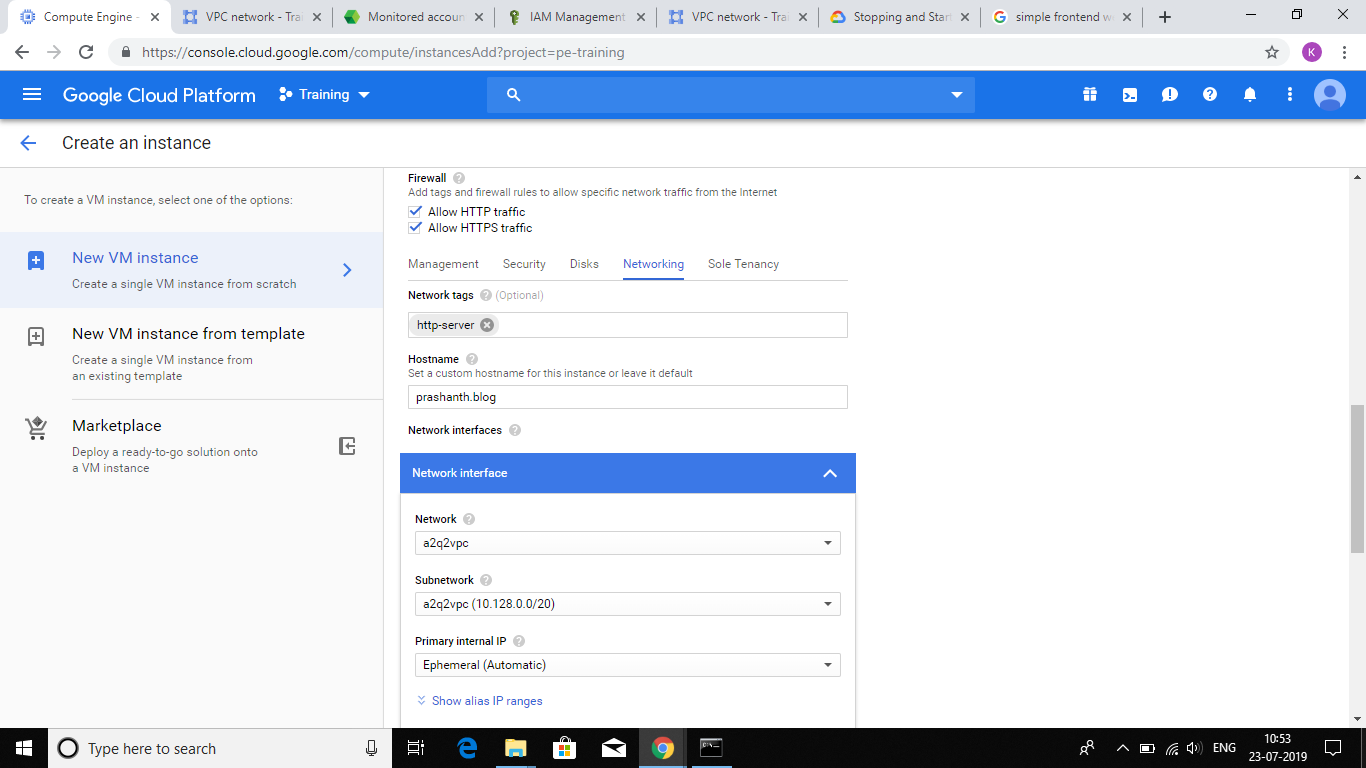 Compute Engine -
VPC network - Trai
Monitored accoun
IAM Management
VPC network - Trai
Stopping and Star
simple frontend w
https://console.cloud.google.com/compute/instancesAdd?project=pe-training
K
Google Cloud Platform
Training
Create an instance
To create a VM instance, select one of the options:
New VM instance
Create a single VM instance from scratch
New VM instance from template
Create a single VM instance from
an existing template
Marketplace
Deploy a ready-to-go solution onto
a VM instance
Firewall
Add tags and firewall rules to allow specific network traffic from the Internet
Allow HTTP traffic
Allow HTTPS traffic
Management Security Disks Networking Sole Tenancy
Network tags (Optional)
http-server
Hostname
Set a custom hostname for this instance or leave it default
prashanth.blog
Network interfaces
Network interface
Network
a2q2vpc
Subnetwork
a2q2vpc (10.128.0.0/20)
Primary internal IP
Ephemeral (Automatic)
Show alias IP ranges
Type here to search
ENG
10:53
23-07-2019